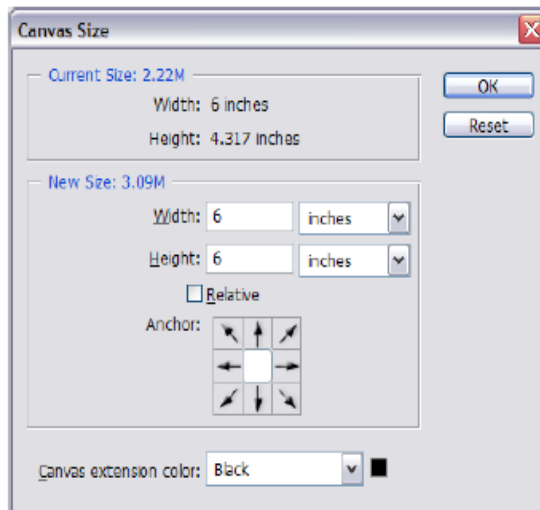 Canvas Size
Current Size: 2.22M
Width: 6 inches
Height: 4.317 inches
OK
Reset
New Size: 3.09M
Width: 6 inches
Height: 6 inches
Relative
Anchor:
Canvas extension color: Black